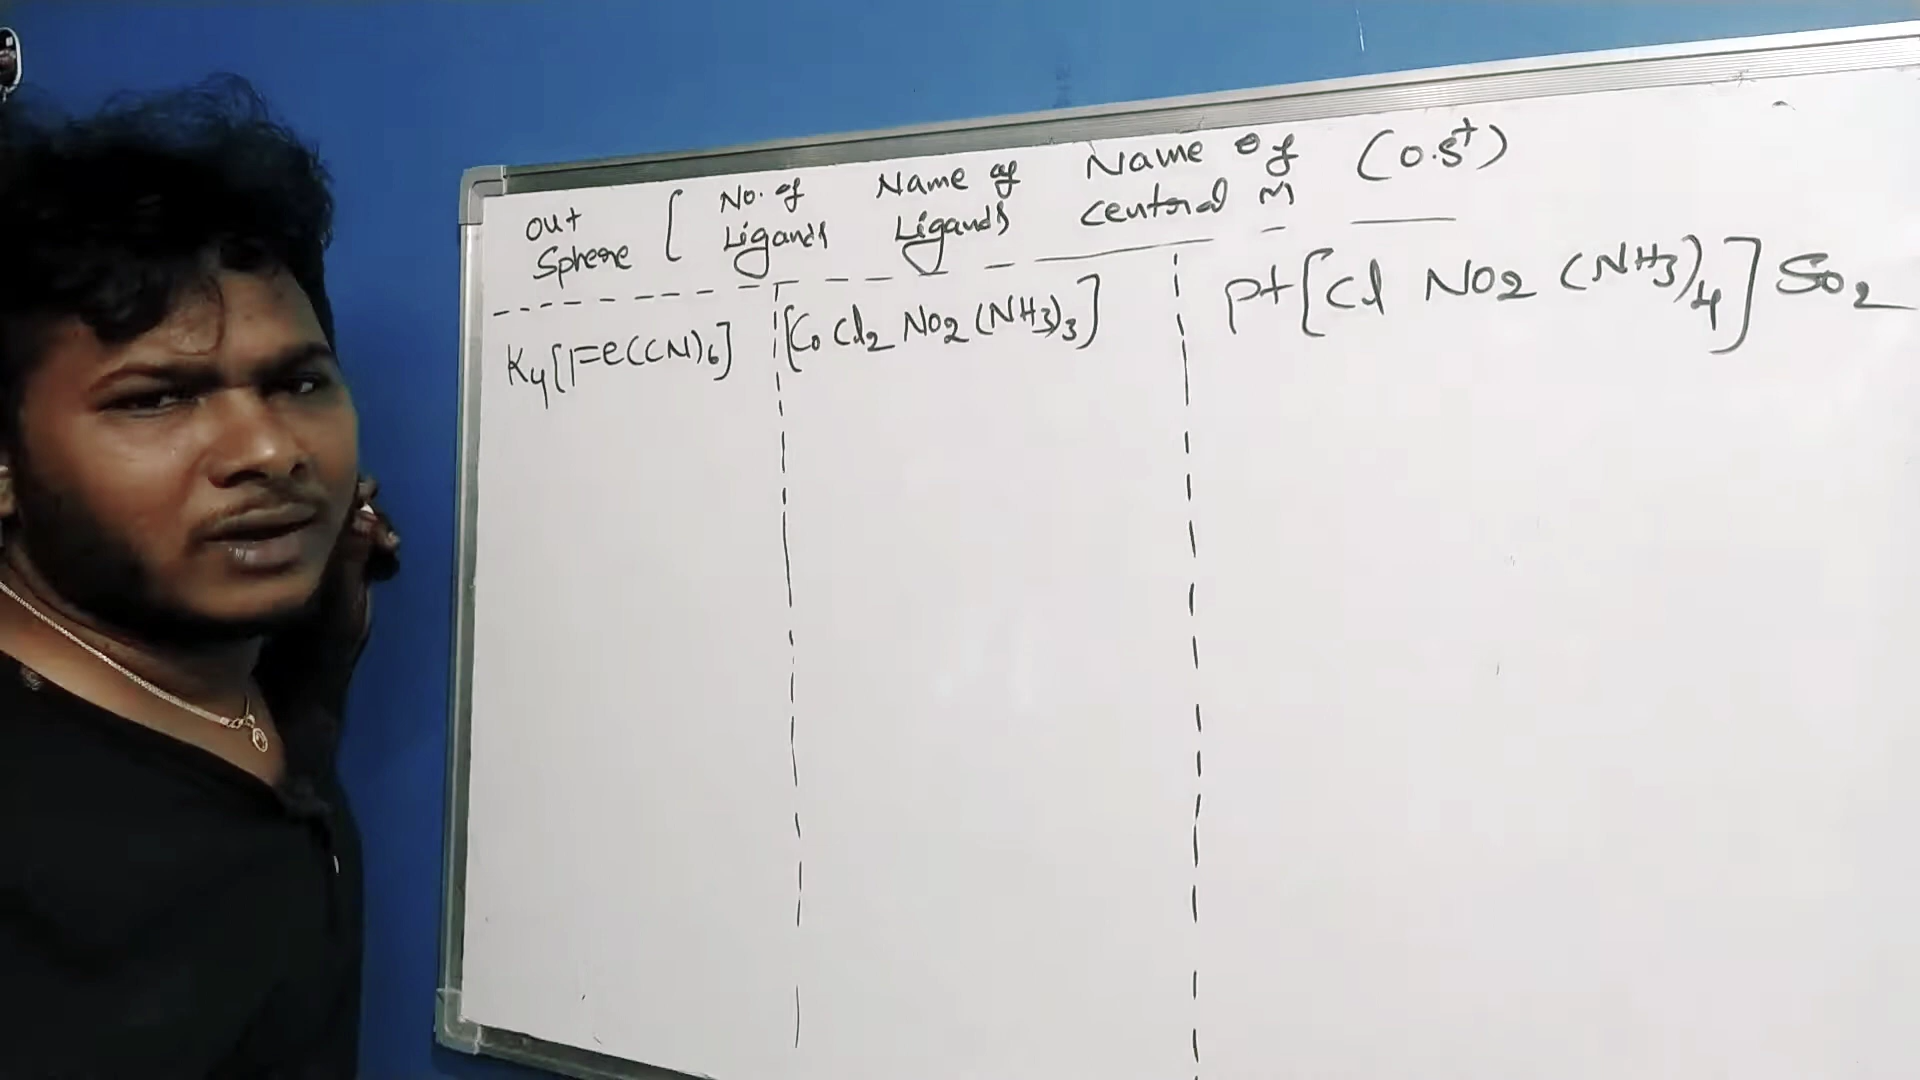 out Sphere [ No. of Ligands Name of Ligands Name of central M (O.S+)
K4[Fe(CN)6]
[Co Cl2 NO2 (NH3)3]
Pt[Cl NO2 (NH3)4] SO2